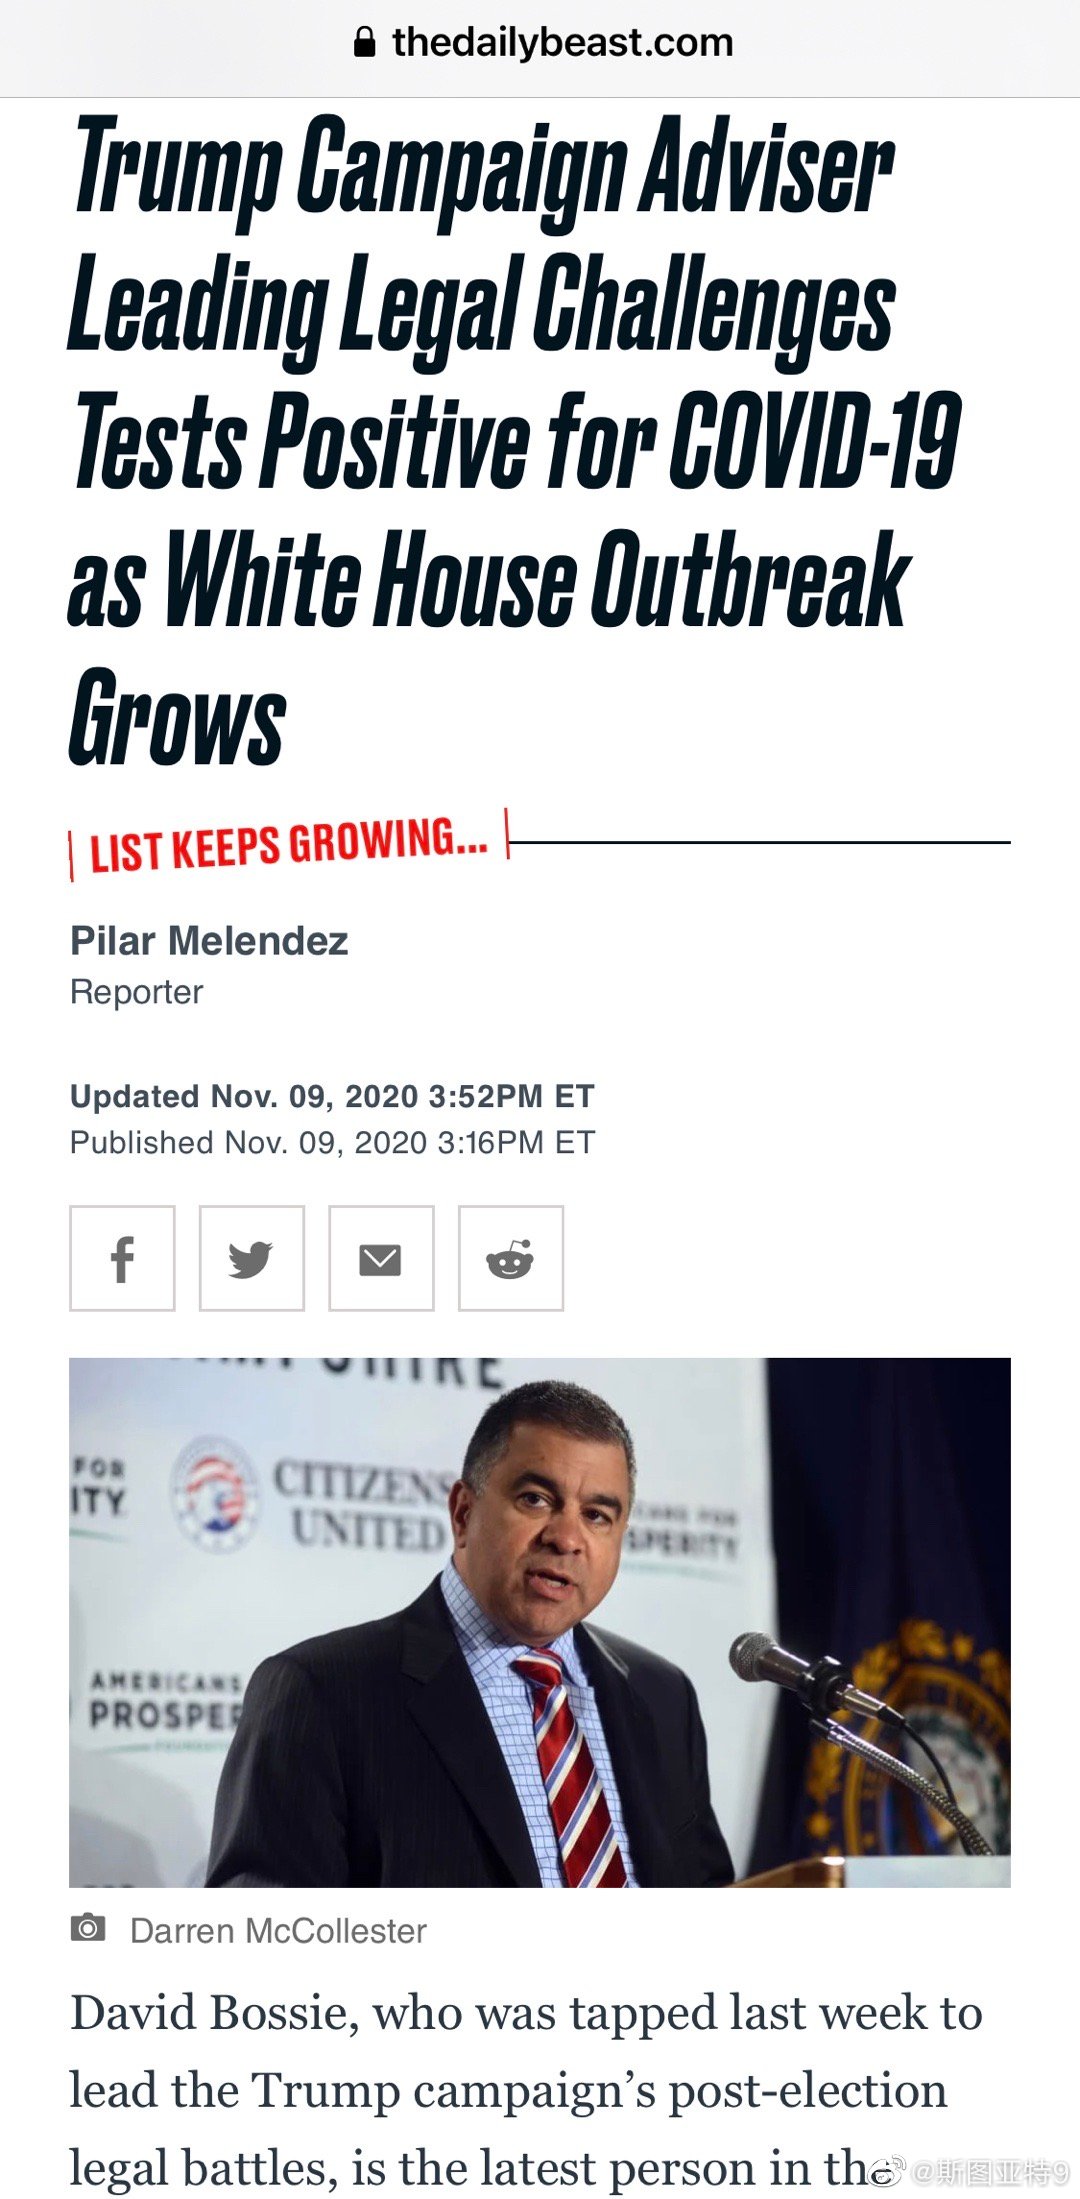 thedailybeast.com
Trump Campaign Adviser
Leading Legal Challenges
Tests Positive for COVID-19
as White House Outbreak
Grows
LIST KEEPS GROWING...
Pilar Melendez
Reporter
Updated Nov. 09, 2020 3:52PM ET
Published Nov. 09, 2020 3:16PM ET
FOR
ITY
CITIZENS
UNITED
SPERITY
AMERICANS
PROSPER
Darren McCollester
David Bossie, who was tapped last week to
lead the Trump campaign’s post-election
legal battles, is the latest person in the
@斯图亚特9